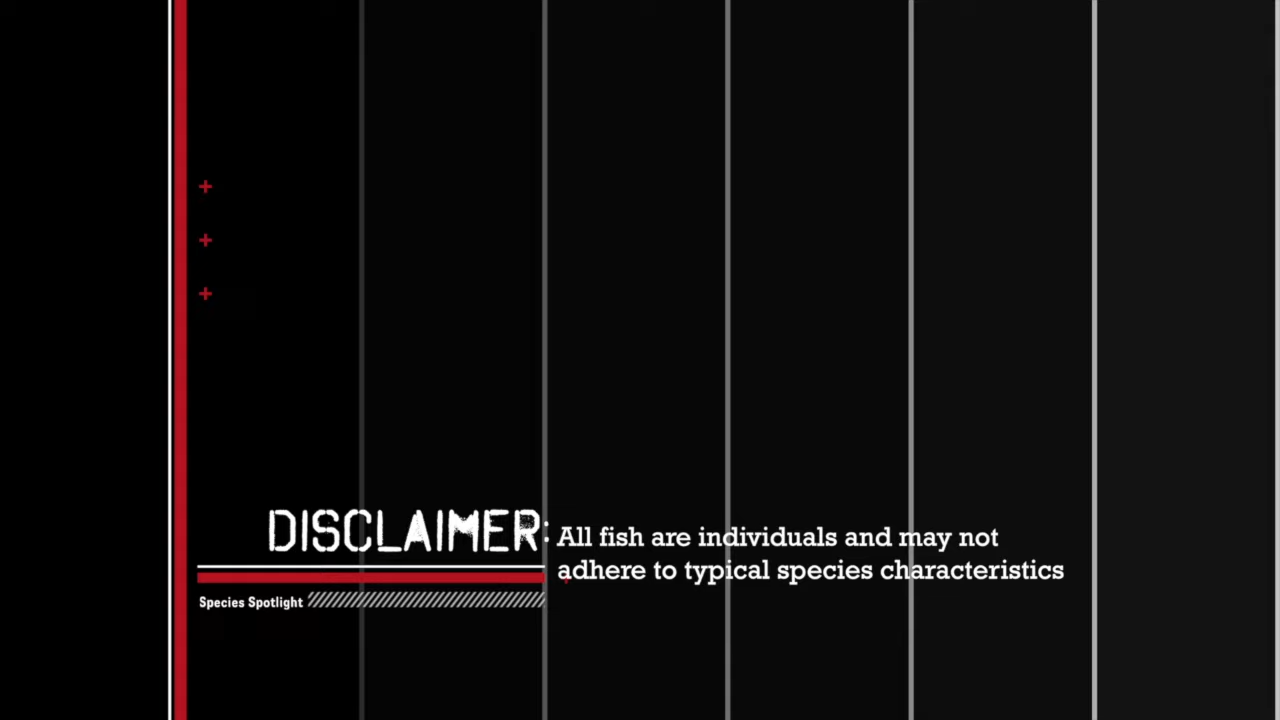 DISCLAIMER:
All fish are individuals and may not
adhere to typical species characteristics
Species Spotlight